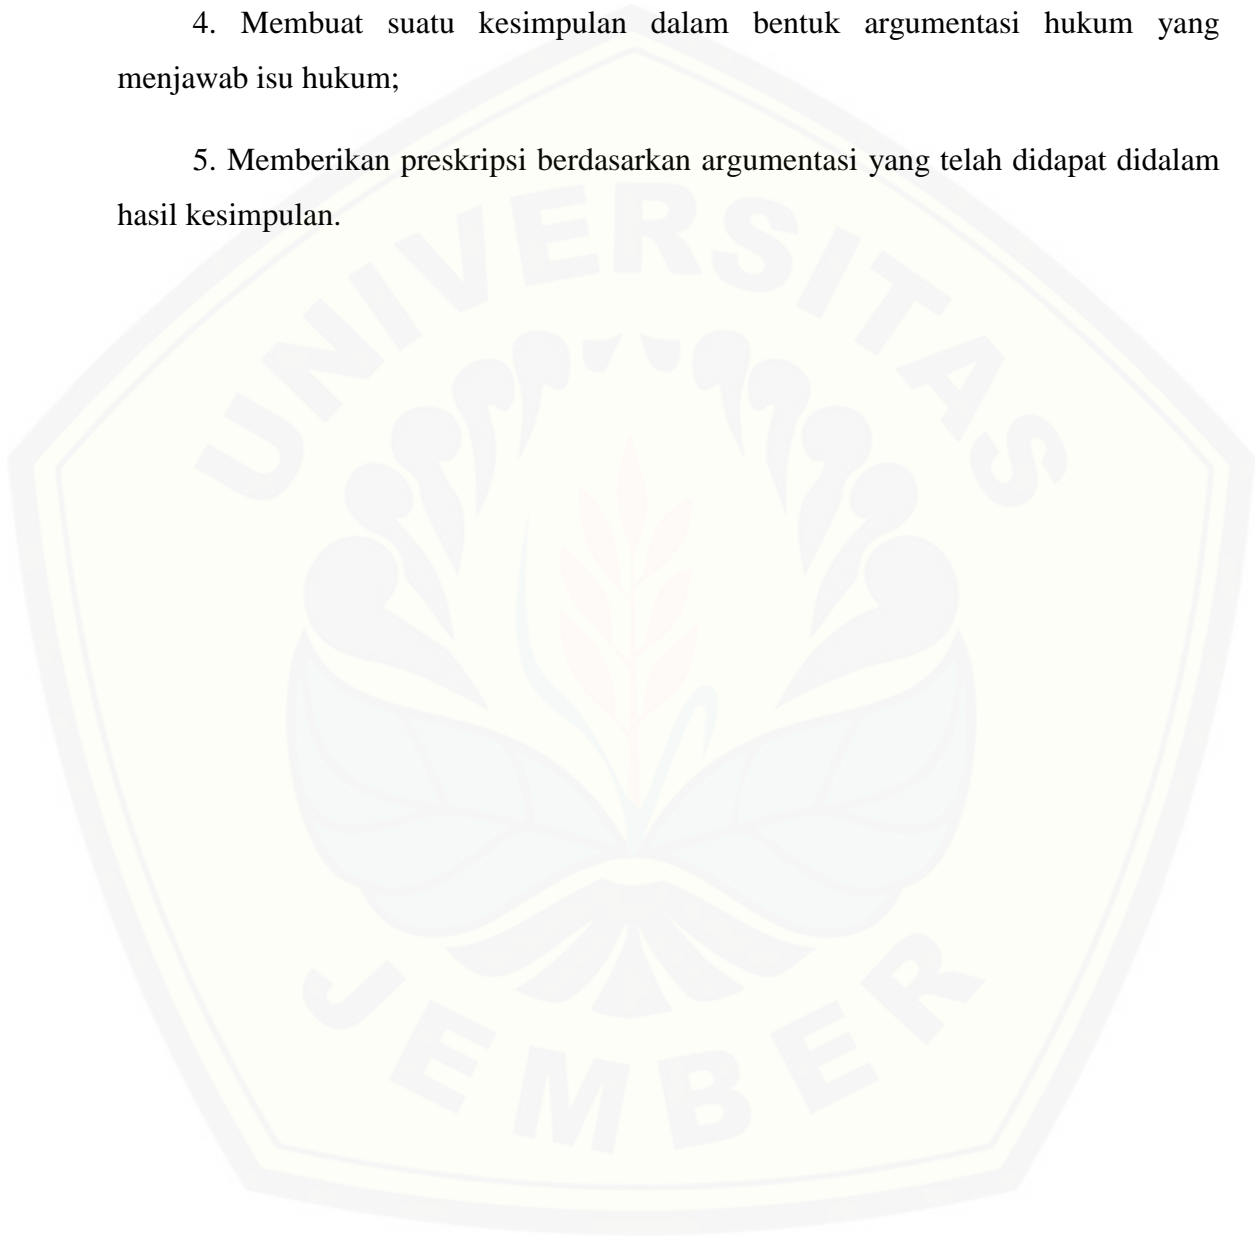 4. Membuat suatu kesimpulan dalam bentuk argumentasi hukum yang
menjawab isu hukum;
5. Memberikan preskripsi berdasarkan argumentasi yang telah didapat didalam
hasil kesimpulan.
UNIVERSITAS
JEMBER